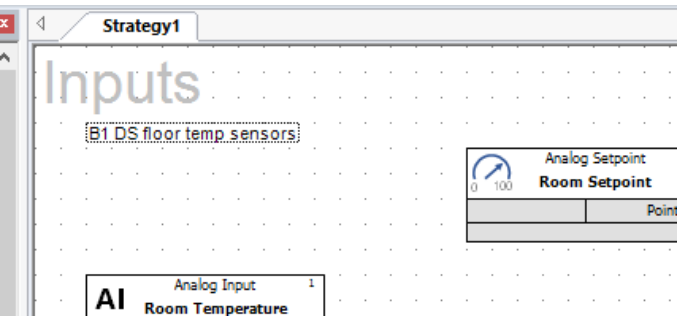 Strategy1
Inputs
B1 DS floor temp sensors
Analog Setpoint
0 100
Room Setpoint
Point
Analog Input 1
AI
Room Temperature